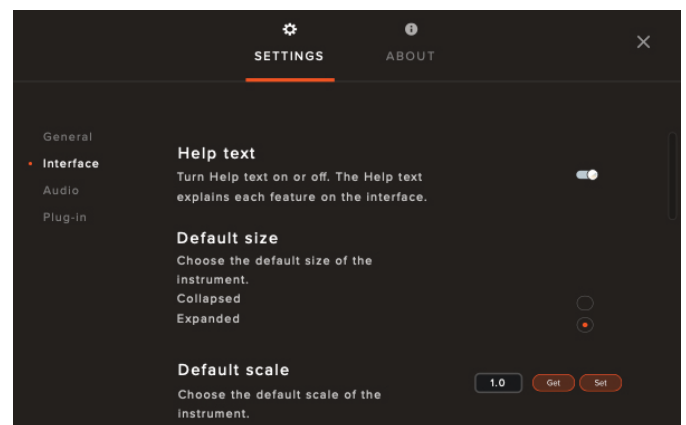 SETTINGS
ABOUT
General
Interface
Audio
Plug-in
Help text
Turn Help text on or off. The Help text
explains each feature on the interface.
Default size
Choose the default size of the
instrument.
Collapsed
Expanded
Default scale
Choose the default scale of the
instrument.
1.0
Get
Set